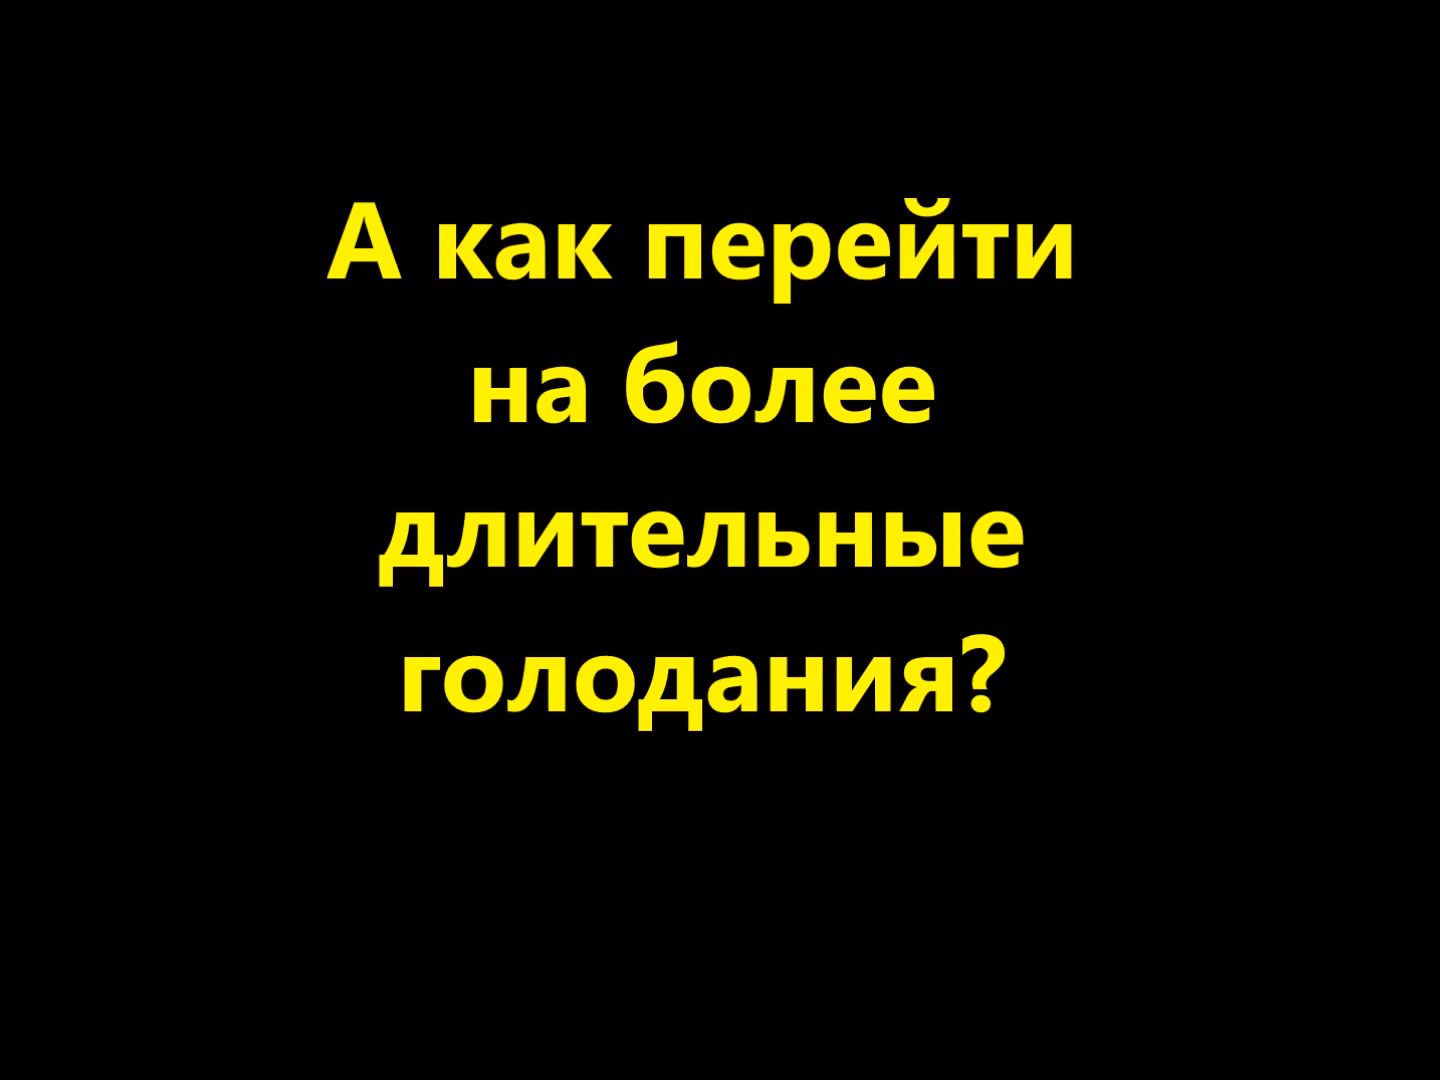 А как перейти
на более
длительные
голодания?